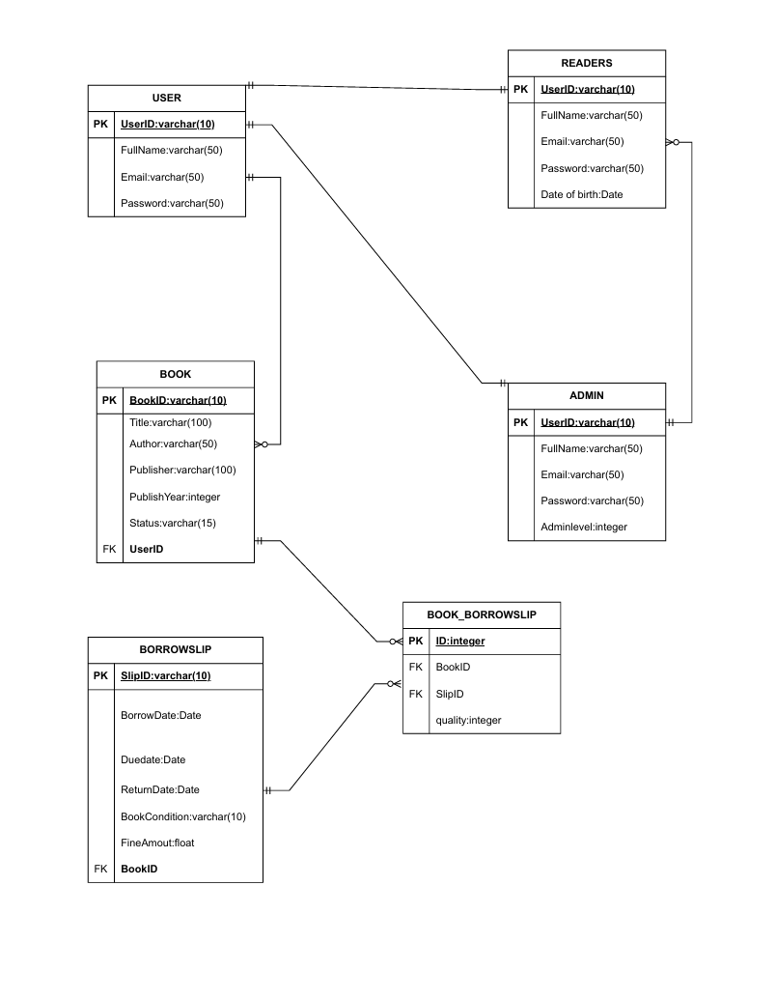 READERS
PK UserID:varchar(10)
FullName:varchar(50)
Email:varchar(50)
Password:varchar(50)
Date of birth:Date
USER
PK UserID:varchar(10)
FullName:varchar(50)
Email:varchar(50)
Password:varchar(50)
BOOK
PK BookID:varchar(10)
Title:varchar(100)
Author:varchar(50)
Publisher:varchar(100)
PublishYear:integer
Status:varchar(15)
FK UserID
ADMIN
PK UserID:varchar(10)
FullName:varchar(50)
Email:varchar(50)
Password:varchar(50)
Adminlevel:integer
BOOK_BORROWSLIP
PK ID:integer
FK BookID
FK SlipID
quality:integer
BORROWSLIP
PK SlipID:varchar(10)
BorrowDate:Date
Duedate:Date
ReturnDate:Date
BookCondition:varchar(10)
FineAmout:float
FK BookID